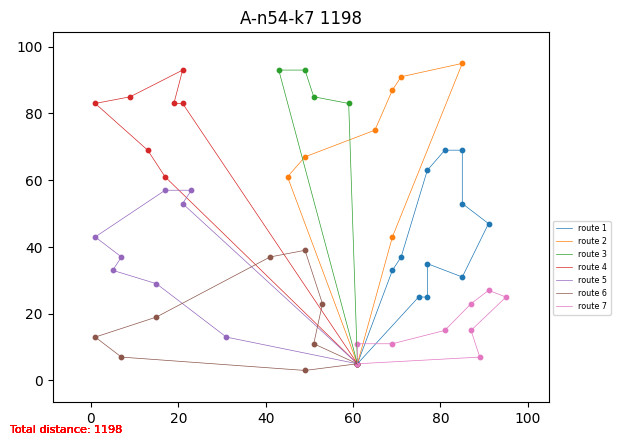 A-n54-k7 1198
100
80
60
40
20
0
0 20 40 60 80 100
route 1
route 2
route 3
route 4
route 5
route 6
route 7
Total distance: 1198